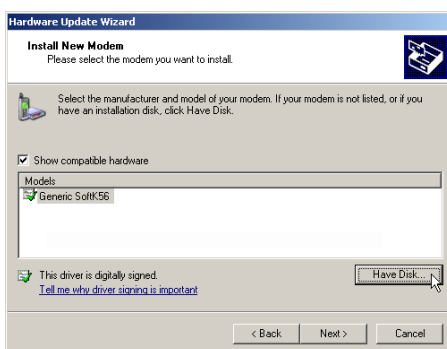 Hardware Update Wizard
Install New Modem
Please select the modem you want to install.
Select the manufacturer and model of your modem. If your modem is not listed, or if you
have an installation disk, click Have Disk.
Show compatible hardware
Models
Generic SoftK56
This driver is digitally signed.
Have Disk...
Tell me why driver signing is important
< Back
Next >
Cancel